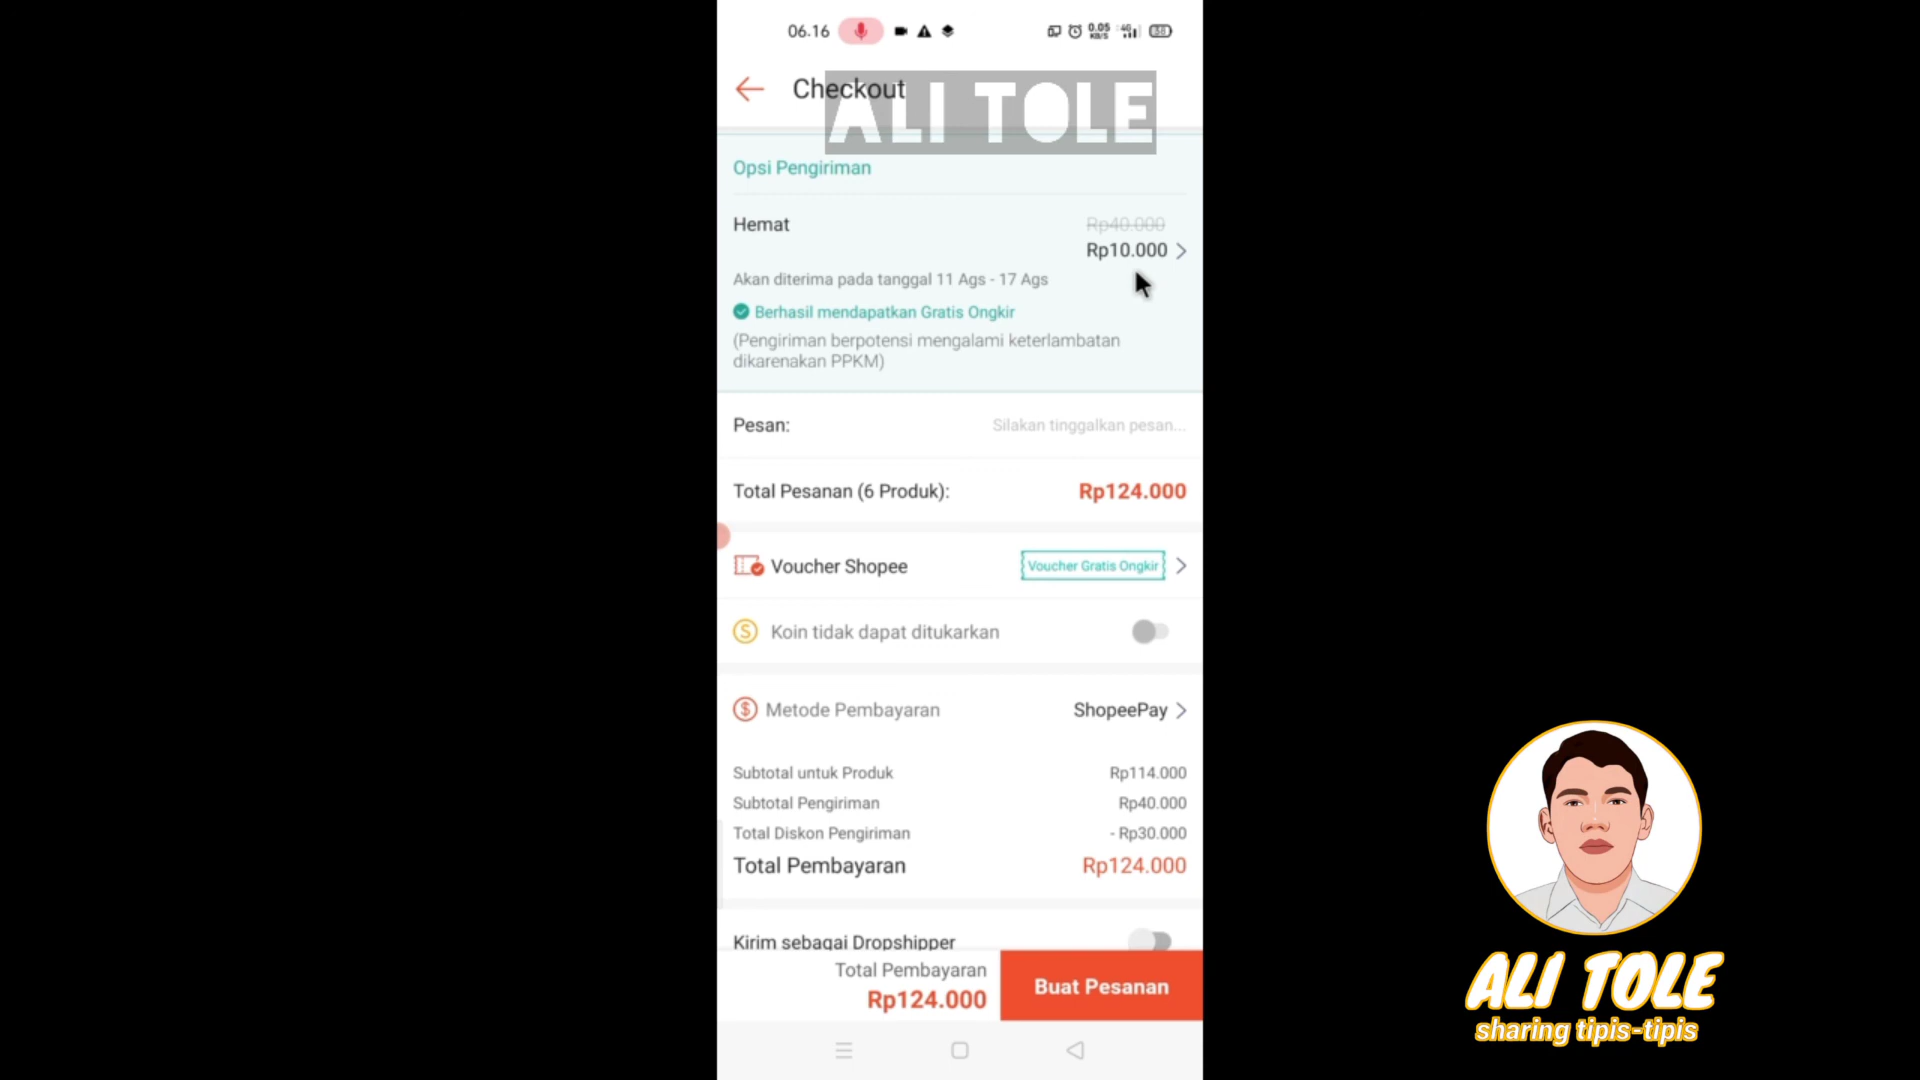 06.16
0.05
KB/S
4G
Checkout
ALI TOLE
Opsi Pengiriman
Hemat
Rp40.000
Rp10.000
Akan diterima pada tanggal 11 Ags - 17 Ags
Berhasil mendapatkan Gratis Ongkir
(Pengiriman berpotensi mengalami keterlambatan
dikarenakan PPKM)
Pesan:
Silakan tinggalkan pesan...
Total Pesanan (6 Produk):
Rp124.000
Voucher Shopee
Voucher Gratis Ongkir
Koin tidak dapat ditukarkan
Metode Pembayaran
ShopeePay
Subtotal untuk Produk
Rp114.000
Subtotal Pengiriman
Rp40.000
Total Diskon Pengiriman
- Rp30.000
Total Pembayaran
Rp124.000
Kirim sebagai Dropshipper
Total Pembayaran
Rp124.000
Buat Pesanan
ALI TOLE
sharing tipis-tipis